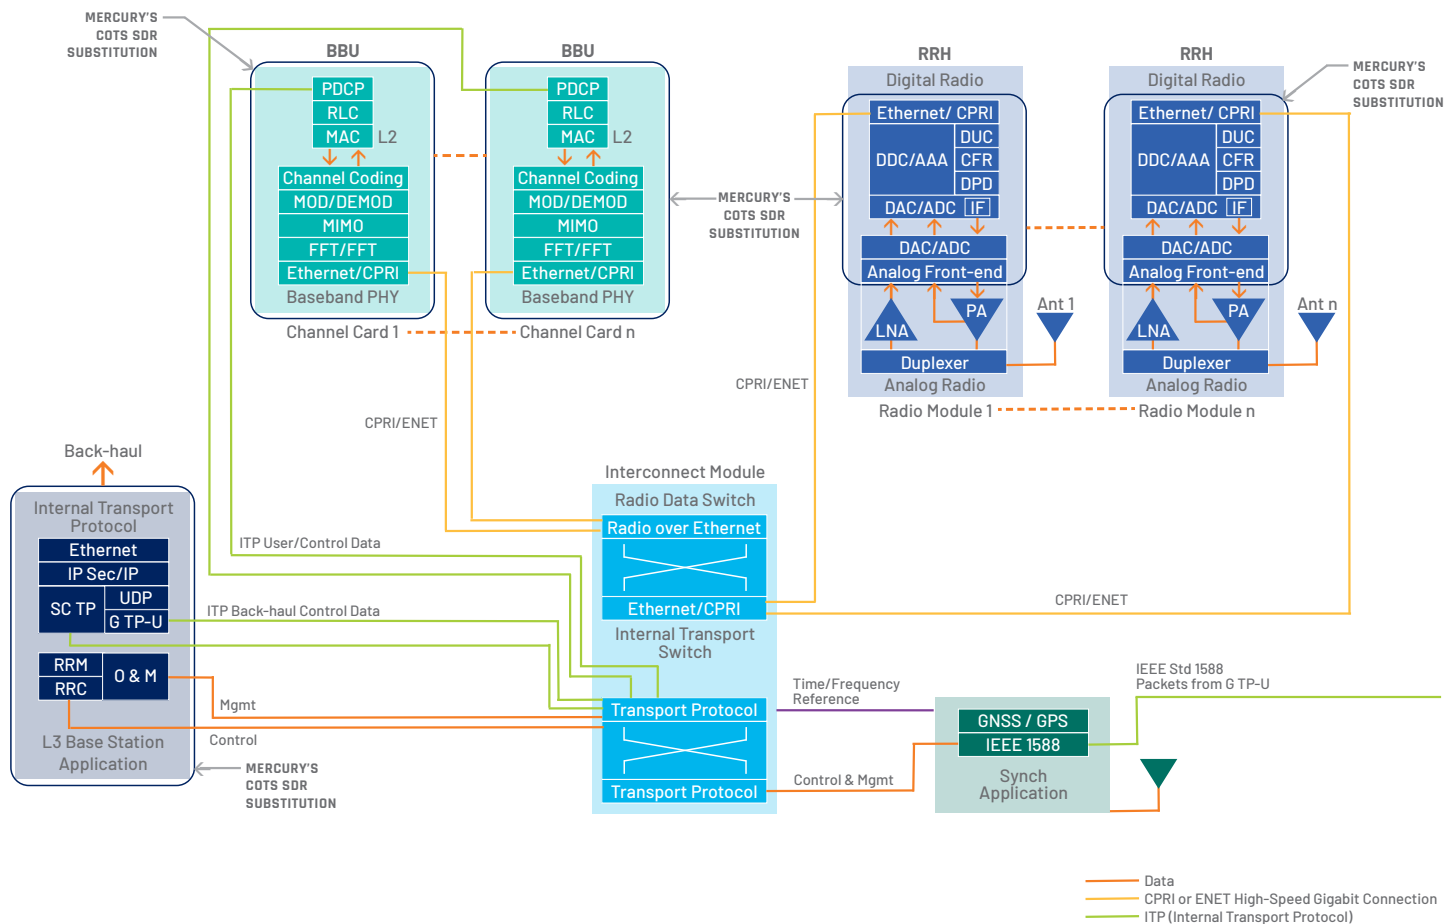 MERCURY'S
COTS SDR
SUBSTITUTION
BBU
PDCP
RLC
MAC
L2
Channel Coding
MOD/DEMOD
MIMO
FFT/FFT
Ethernet/CPRI
Baseband PHY
Channel Card 1
BBU
PDCP
RLC
MAC
L2
Channel Coding
MOD/DEMOD
MIMO
FFT/FFT
Ethernet/CPRI
Baseband PHY
Channel Card n
MERCURY'S
COTS SDR
SUBSTITUTION
RRH
Digital Radio
Ethernet/ CPRI
DDC/AAA
DUC
CFR
DPD
DAC/ADC
IF
DAC/ADC
Analog Front-end
LNA
PA
Ant 1
Duplexer
Analog Radio
Radio Module 1
RRH
Digital Radio
Ethernet/ CPRI
DDC/AAA
DUC
CFR
DPD
DAC/ADC
IF
DAC/ADC
Analog Front-end
LNA
PA
Ant n
Duplexer
Analog Radio
Radio Module n
MERCURY'S
COTS SDR
SUBSTITUTION
CPRI/ENET
CPRI/ENET
Back-haul
Internal Transport
Protocol
Ethernet
IP Sec/IP
SC TP
UDP
G TP-U
RRM
RRC
O & M
L3 Base Station
Application
MERCURY'S
COTS SDR
SUBSTITUTION
ITP User/Control Data
ITP Back-haul Control Data
Mgmt
Control
Interconnect Module
Radio Data Switch
Radio over Ethernet
Ethernet/CPRI
Internal Transport
Switch
Transport Protocol
Transport Protocol
CPRI/ENET
Time/Frequency
Reference
Control & Mgmt
GNSS / GPS
IEEE 1588
Synch
Application
IEEE Std 1588
Packets from G TP-U
Data
CPRI or ENET High-Speed Gigabit Connection
ITP (Internal Transport Protocol)